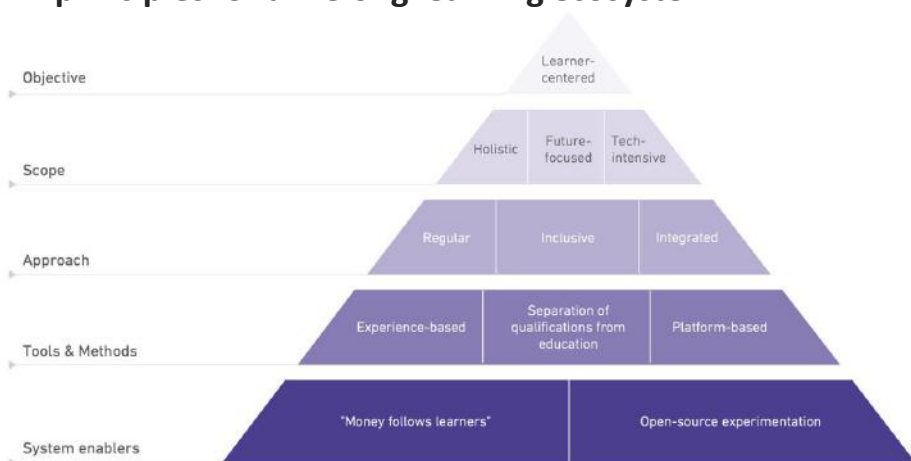 Objective
Learner-
centered
Scope
Holistic
Future-
focused
Tech-
intensive
Approach
Regular
Inclusive
Integrated
Tools & Methods
Experience-based
Separation of
qualifications from
education
Platform-based
System enablers
"Money follows learners"
Open-source experimentation